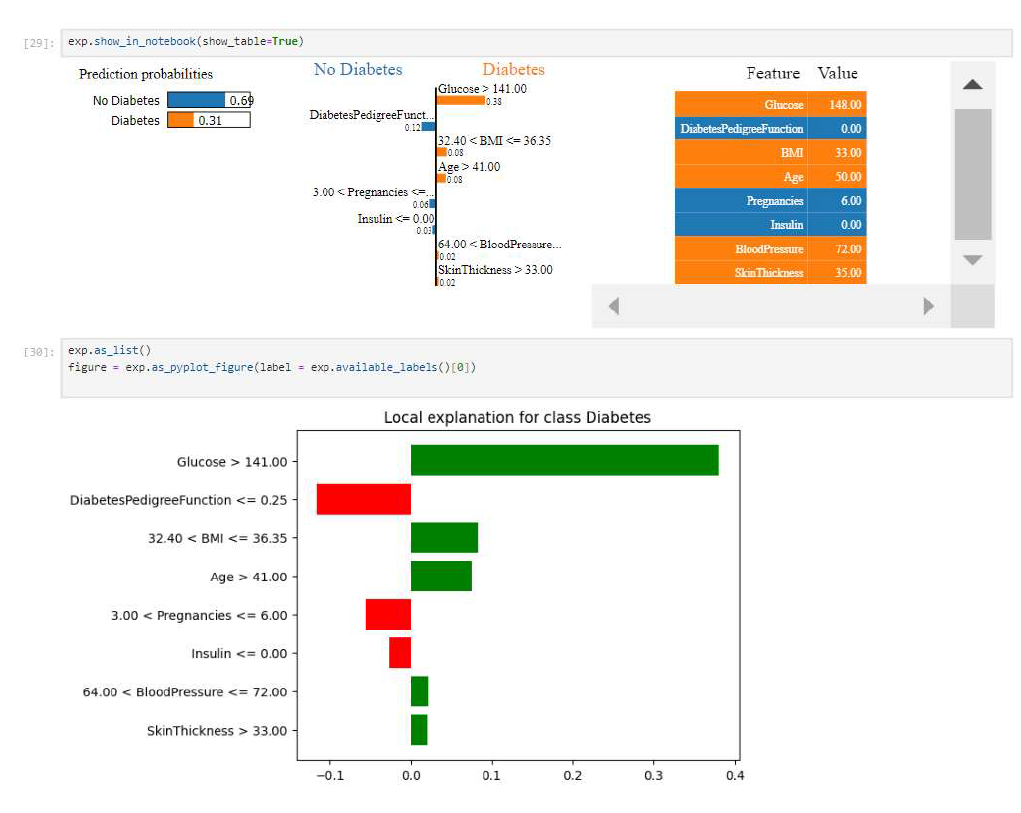 [29]: exp.show_in_notebook(show_table=True)
Prediction probabilities
No Diabetes 0.69
Diabetes 0.31
No Diabetes Diabetes
Glucose > 141.00
0.38
DiabetesPedigreeFunct...
0.12
32.40 < BMI <= 36.35
0.08
Age > 41.00
0.08
3.00 < Pregnancies <=...
0.06
Insulin <= 0.00
0.03
64.00 < BloodPressure...
0.02
SkinThickness > 33.00
0.02
Feature Value
Glucose 148.00
DiabetesPedigreeFunction 0.00
BMI 33.00
Age 50.00
Pregnancies 6.00
Insulin 0.00
BloodPressure 72.00
SkinThickness 35.00
[30]: exp.as_list()
figure = exp.as_pyplot_figure(label = exp.available_labels()[0])
Local explanation for class Diabetes
Glucose > 141.00
DiabetesPedigreeFunction <= 0.25
32.40 < BMI <= 36.35
Age > 41.00
3.00 < Pregnancies <= 6.00
Insulin <= 0.00
64.00 < BloodPressure <= 72.00
SkinThickness > 33.00
−0.1 0.0 0.1 0.2 0.3 0.4